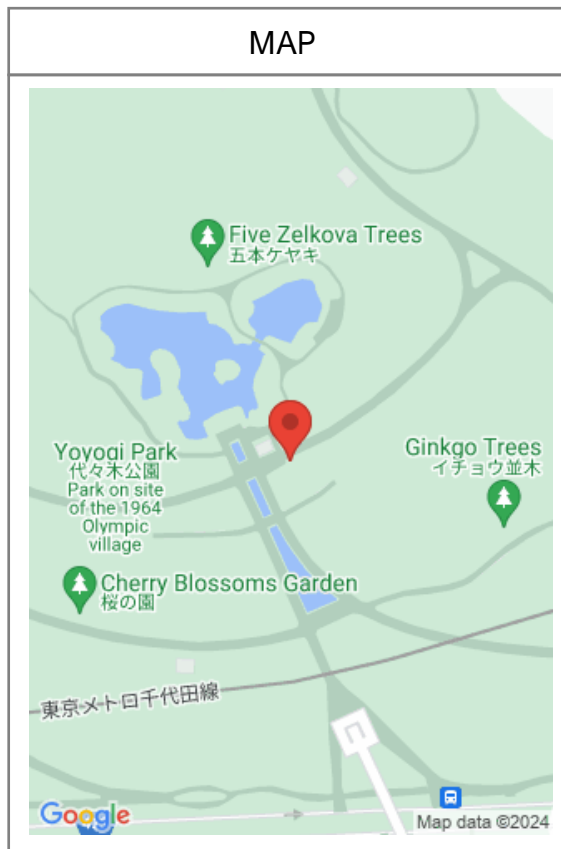 MAP
Five Zelkova Trees
五本ケヤキ
Yoyogi Park
代々木公園
Park on site
of the 1964
Olympic
village
Ginkgo Trees
イチョウ並木
Cherry Blossoms Garden
桜の園
東京メトロ千代田線
Google
Map data ©2024